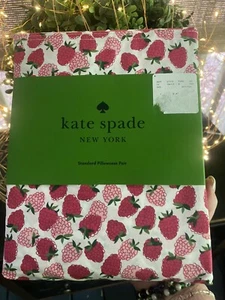 kate spade
NEW YORK
Standard Pillowcase Pair